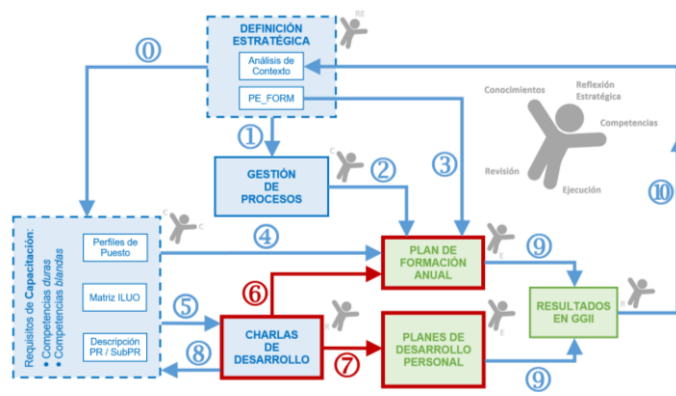 DEFINICIÓN
ESTRATÉGICA
RE
Análisis de
Contexto
PE_FORM
⓪
①
②
③
Conocimientos
Reflexión
Estratégica
Competencias
Revisión
Ejecución
⑩
GESTIÓN
DE
PROCESOS
C
Requisitos de Capacitación:
• Competencias duras
• Competencias blandas
Perfiles de
Puesto
Matriz ILUO
Descripción
PR / SubPR
C
C
④
⑤
⑥
⑦
⑧
PLAN DE
FORMACIÓN
ANUAL
E
⑨
RESULTADOS
EN GGII
R
CHARLAS
DE
DESARROLLO
R
PLANES DE
DESARROLLO
PERSONAL
E
⑨